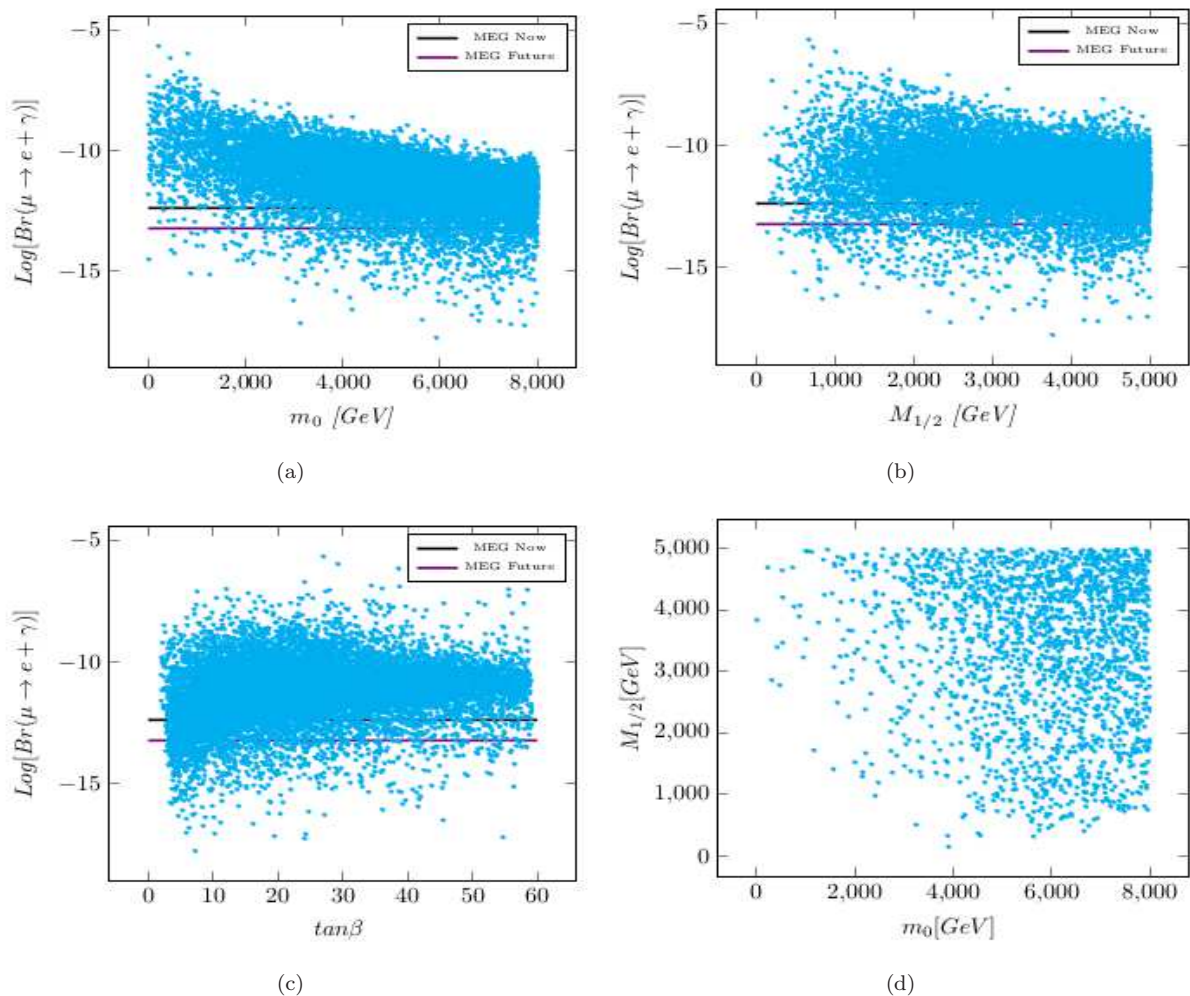 −5
−10
−15
Log[Br(μ → e + γ)]
MEG Now
MEG Future
0 2,000 4,000 6,000 8,000
m0 [GeV]
(a)
−5
−10
−15
Log[Br(μ → e + γ)]
MEG Now
MEG Future
0 1,000 2,000 3,000 4,000 5,000
M1/2 [GeV]
(b)
−5
−10
−15
Log[Br(μ → e + γ)]
MEG Now
MEG Future
0 10 20 30 40 50 60
tanβ
(c)
5,000
4,000
3,000
2,000
1,000
0
M1/2[GeV]
0 2,000 4,000 6,000 8,000
m0[GeV]
(d)